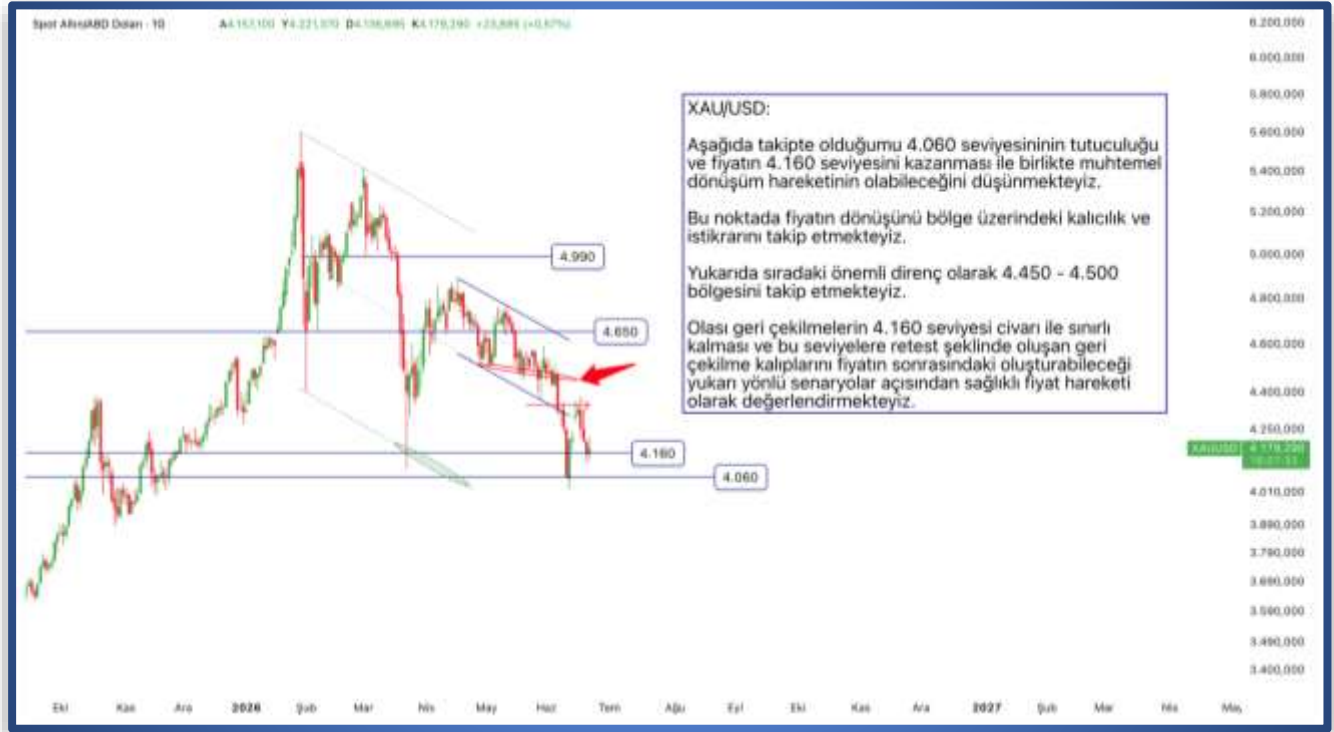 Spot Altın/ABD Doları · 1G
6.200,000
6.000,000
5.800,000
5.600,000
5.400,000
5.200,000
5.000,000
4.800,000
4.600,000
4.400,000
4.250,000
XAUUSD 4.179,290
4.010,000
3.890,000
3.790,000
3.690,000
3.590,000
3.490,000
3.400,000
XAU/USD:
Aşağıda takipte olduğumu 4.060 seviyesininin tutuculuğu
ve fiyatın 4.160 seviyesini kazanması ile birlikte muhtemel
dönüşüm hareketinin olabileceğini düşünmekteyiz.
Bu noktada fiyatın dönüşünü bölge üzerindeki kalıcılık ve
istikrarını takip etmekteyiz.
Yukarıda sıradaki önemli direnç olarak 4.450 - 4.500
bölgesini takip etmekteyiz.
Olası geri çekilmelerin 4.160 seviyesi civarı ile sınırlı
kalması ve bu seviyelere retest şeklinde oluşan geri
çekilme kalıplarını fiyatın sonrasındaki oluşturabileceği
yukarı yönlü senaryolar açısından sağlıklı fiyat hareketi
olarak değerlendirmekteyiz.
4.990
4.650
4.160
4.060
Eki Kas Ara 2026 Şub Mar Nis May Haz Tem Ağu Eyl Eki Kas Ara 2027 Şub Mar Nis May